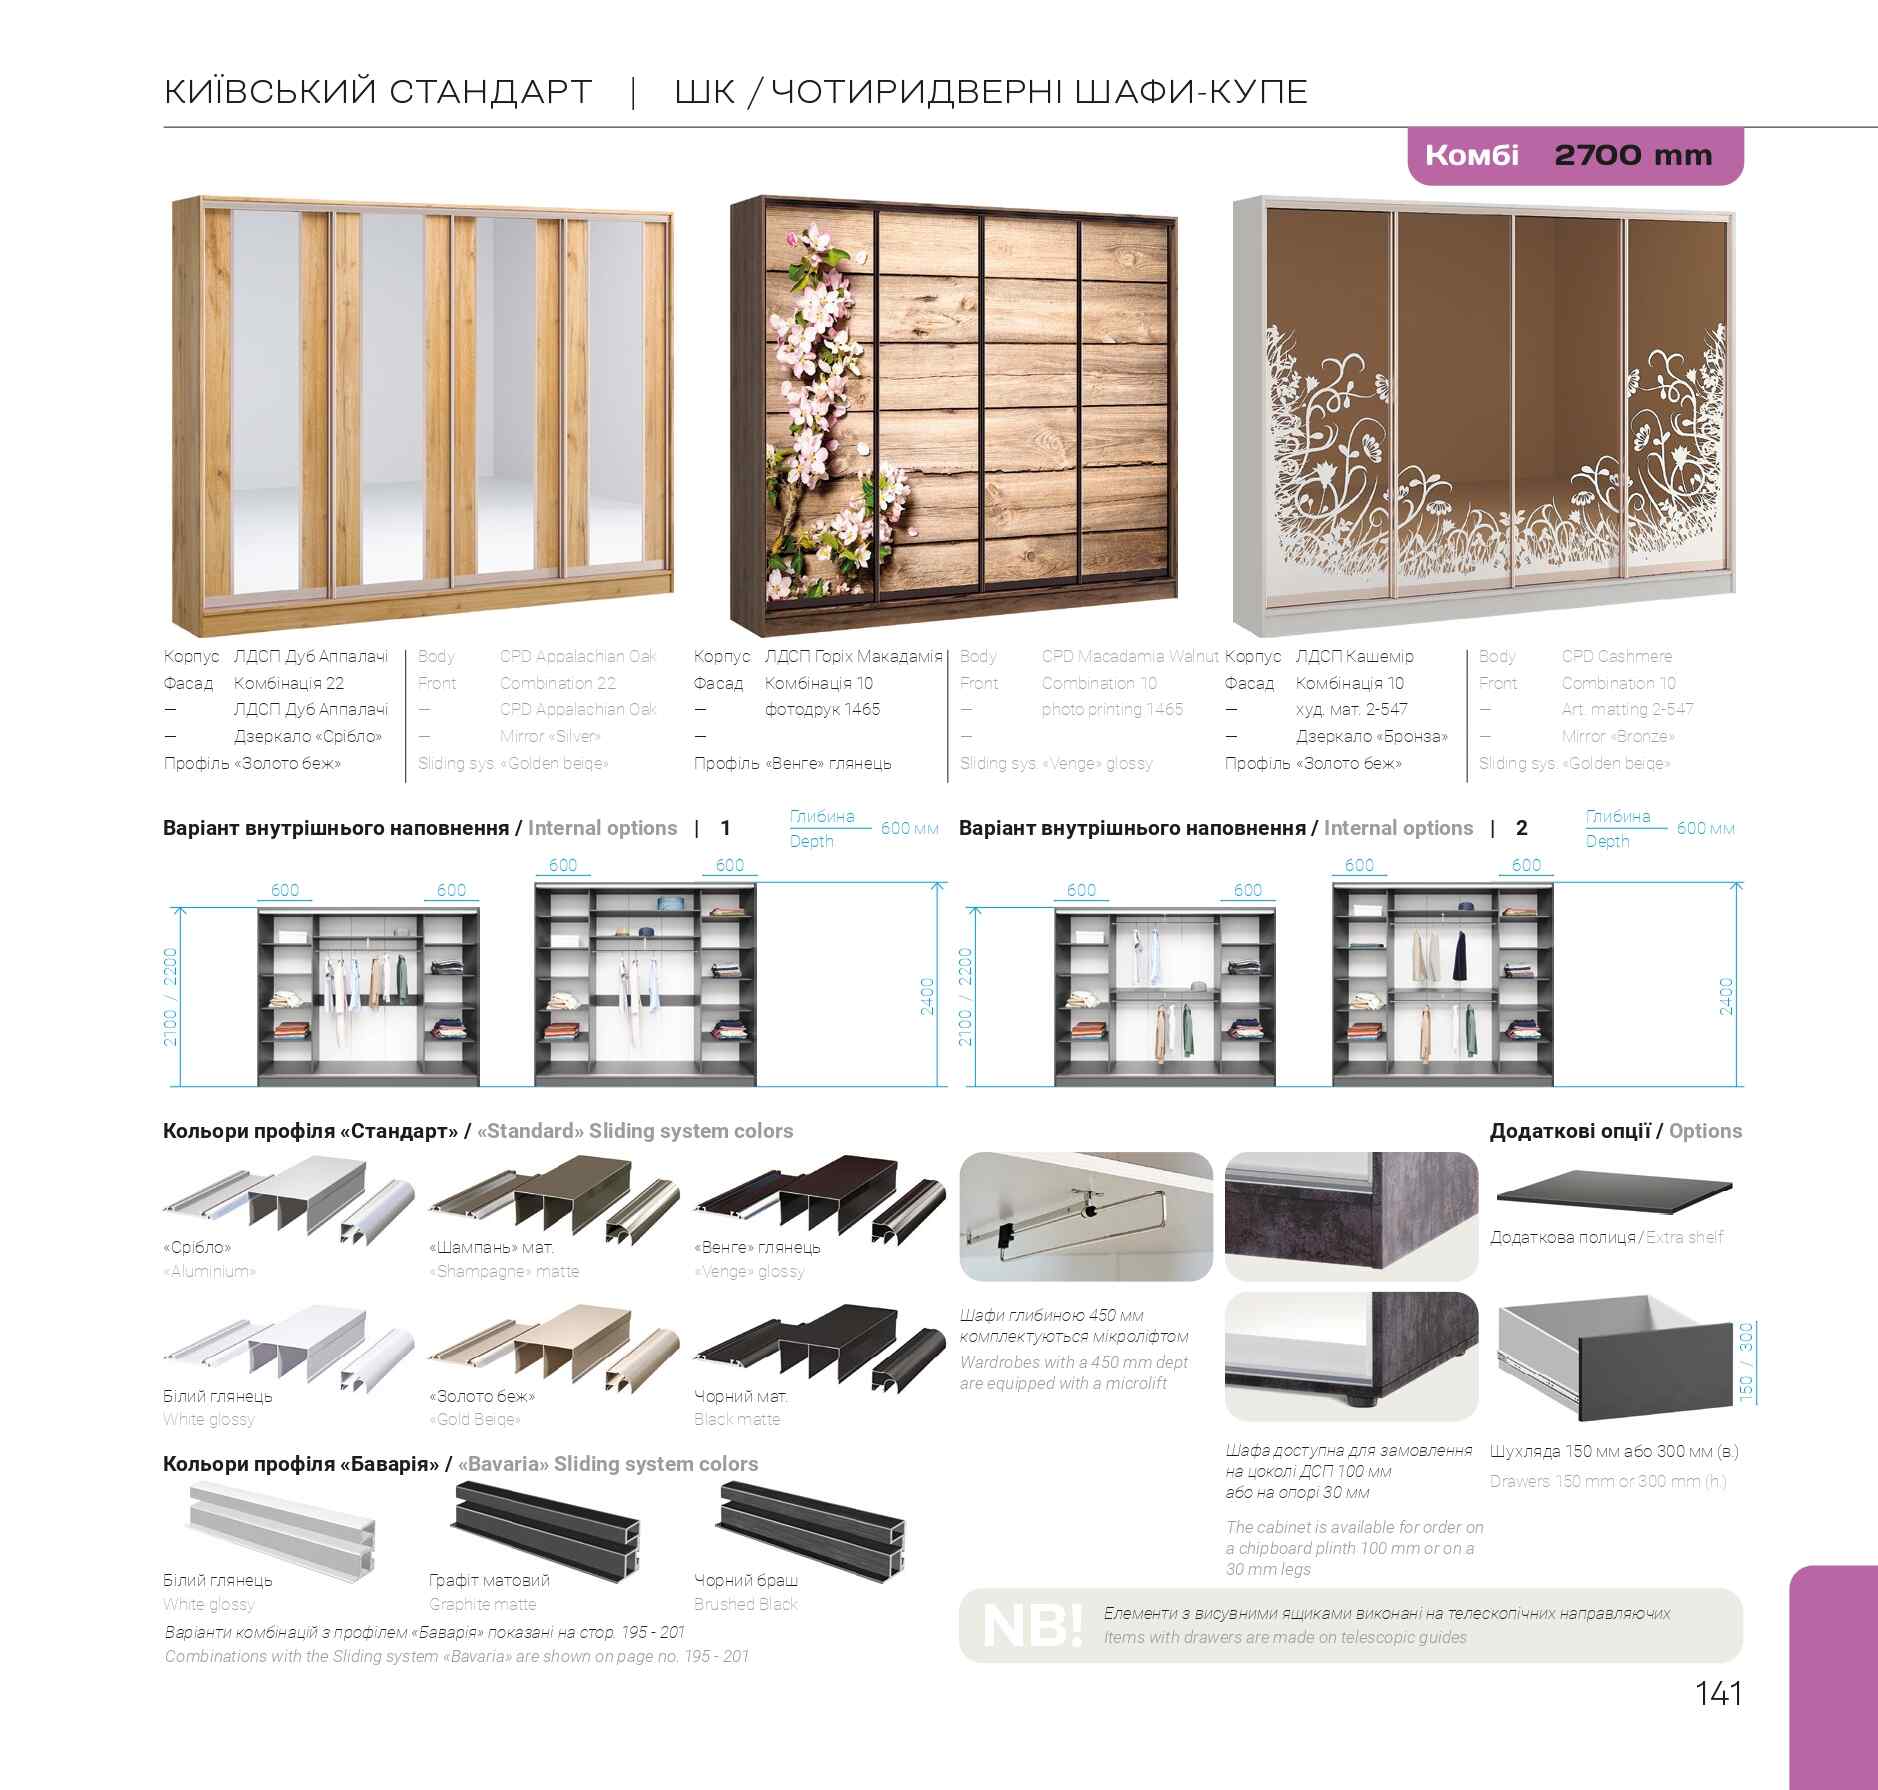 КИЇВСЬКИЙ СТАНДАРТ | ШК / ЧОТИРИДВЕРНІ ШАФИ-КУПЕ
Комбі 2700 mm
Корпус ЛДСП Дуб Аппалачі
Фасад Комбінація 22
— ЛДСП Дуб Аппалачі
— Дзеркало «Срібло»
Профіль «Золото беж»
Body CPD Appalachian Oak
Front Combination 22
— CPD Appalachian Oak
— Mirror «Silver»
Sliding sys. «Golden beige»
Корпус ЛДСП Горіх Макадамія
Фасад Комбінація 10
— фотодрук 1465
—
Профіль «Венге» глянець
Body CPD Macadamia Walnut
Front Combination 10
— photo printing 1465
—
Sliding sys. «Venge» glossy
Корпус ЛДСП Кашемір
Фасад Комбінація 10
— худ. мат. 2-547
— Дзеркало «Бронза»
Профіль «Золото беж»
Body CPD Cashmere
Front Combination 10
— Art. matting 2-547
— Mirror «Bronze»
Sliding sys. «Golden beige»
Варіант внутрішнього наповнення / Internal options | 1
Глибина
Depth
600 мм
600
600
600
600
2100 / 2200
2400
Варіант внутрішнього наповнення / Internal options | 2
Глибина
Depth
600 мм
600
600
600
600
2100 / 2200
2400
Кольори профіля «Стандарт» / «Standard» Sliding system colors
«Срібло»
«Aluminium»
«Шампань» мат.
«Shampagne» matte
«Венге» глянець
«Venge» glossy
Білий глянець
White glossy
«Золото беж»
«Gold Beige»
Чорний мат.
Black matte
Кольори профіля «Баварія» / «Bavaria» Sliding system colors
Білий глянець
White glossy
Графіт матовий
Graphite matte
Чорний браш
Brushed Black
Варіанти комбінацій з профілем «Баварія» показані на стор. 195 - 201
Combinations with the Sliding system «Bavaria» are shown on page no. 195 - 201
Шафи глибиною 450 мм
комплектуються мікроліфтом
Wardrobes with a 450 mm dept
are equipped with a microlift
Шафа доступна для замовлення
на цоколі ДСП 100 мм
або на опорі 30 мм
The cabinet is available for order on
a chipboard plinth 100 mm or on a
30 mm legs
Додаткові опції / Options
Додаткова полиця / Extra shelf
150 / 300
Шухляда 150 мм або 300 мм (в.)
Drawers 150 mm or 300 mm (h.)
NB!
Елементи з висувними ящиками виконані на телескопічних направляючих
Items with drawers are made on telescopic guides
141